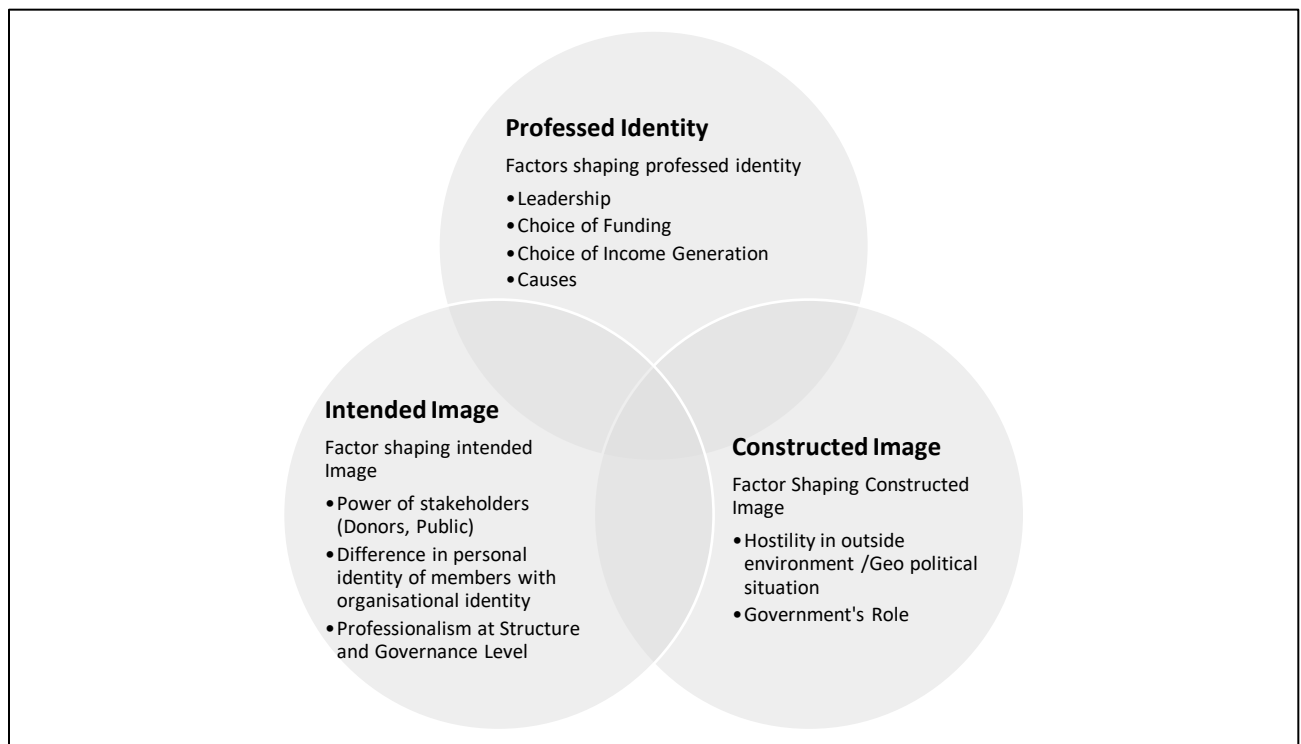 Professed Identity
Factors shaping professed identity
•Leadership
•Choice of Funding
•Choice of Income Generation
•Causes
Intended Image
Factor shaping intended
Image
•Power of stakeholders
(Donors, Public)
•Difference in personal
identity of members with
organisational identity
•Professionalism at Structure
and Governance Level
Constructed Image
Factor Shaping Constructed
Image
•Hostility in outside
environment /Geo political
situation
•Government's Role